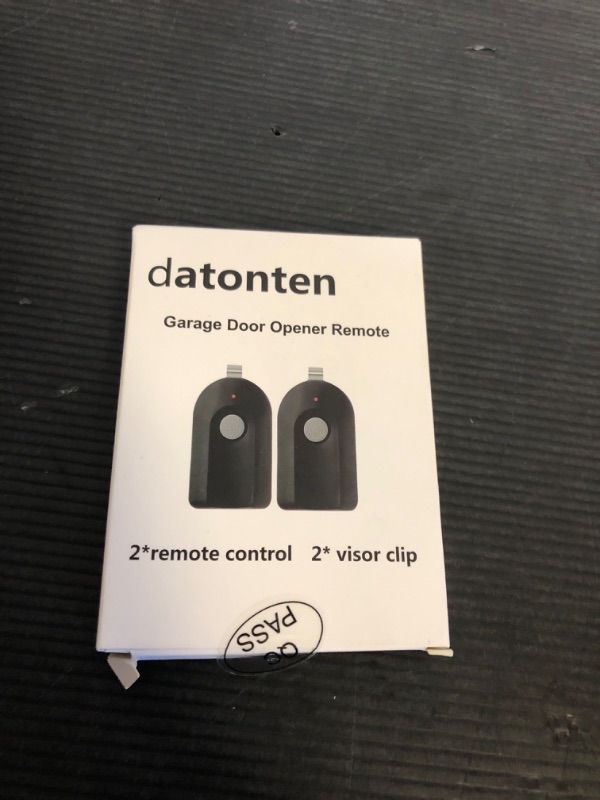 datonten
Garage Door Opener Remote
2*remote control 2* visor clip
QC
PASS